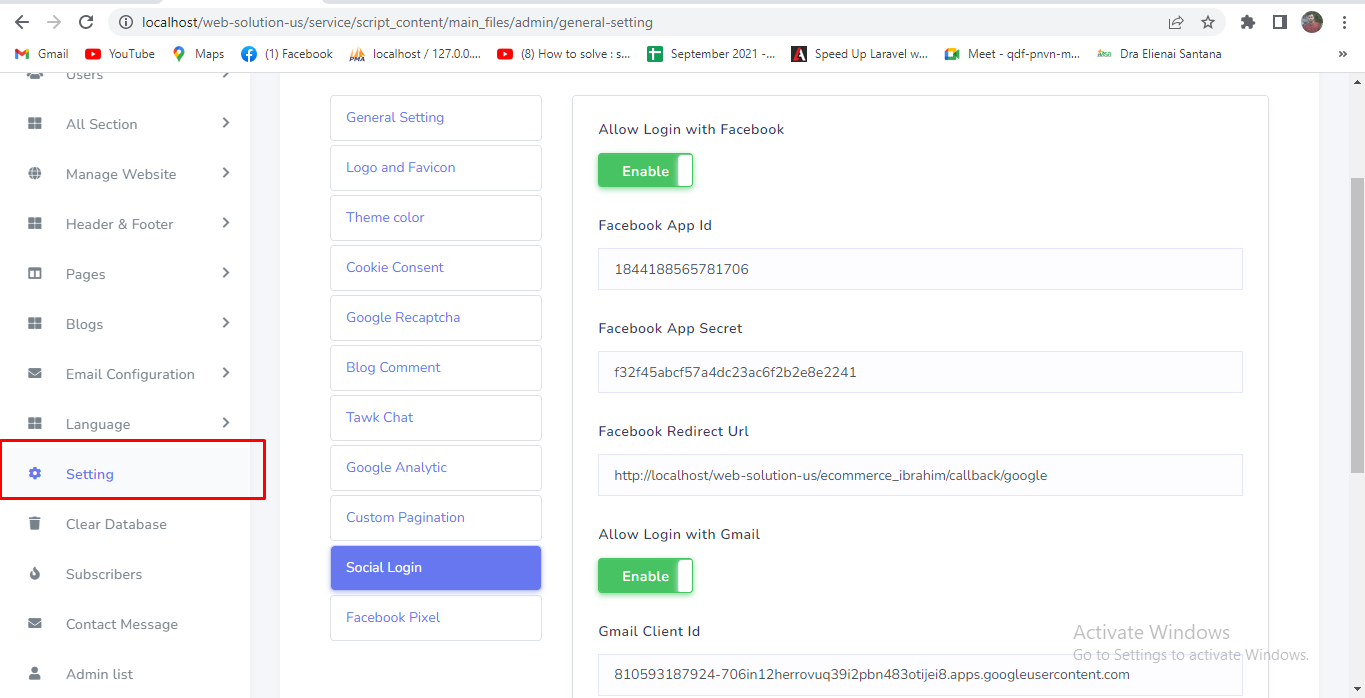 localhost/web-solution-us/service/script_content/main_files/admin/general-setting
Gmail
YouTube
Maps
(1) Facebook
localhost / 127.0.0....
(8) How to solve : s...
September 2021 -...
Speed Up Laravel w...
Meet - qdf-pnvn-m...
Dra Elienai Santana
»
Users
All Section
Manage Website
Header & Footer
Pages
Blogs
Email Configuration
Language
Setting
Clear Database
Subscribers
Contact Message
Admin list
General Setting
Logo and Favicon
Theme color
Cookie Consent
Google Recaptcha
Blog Comment
Tawk Chat
Google Analytic
Custom Pagination
Social Login
Facebook Pixel
Allow Login with Facebook
Enable
Facebook App Id
1844188565781706
Facebook App Secret
f32f45abcf57a4dc23ac6f2b2e8e2241
Facebook Redirect Url
http://localhost/web-solution-us/ecommerce_ibrahim/callback/google
Allow Login with Gmail
Enable
Gmail Client Id
810593187924-706in12herrovuq39i2pbn483otijei8.apps.googleusercontent.com
Activate Windows
Go to Settings to activate Windows.